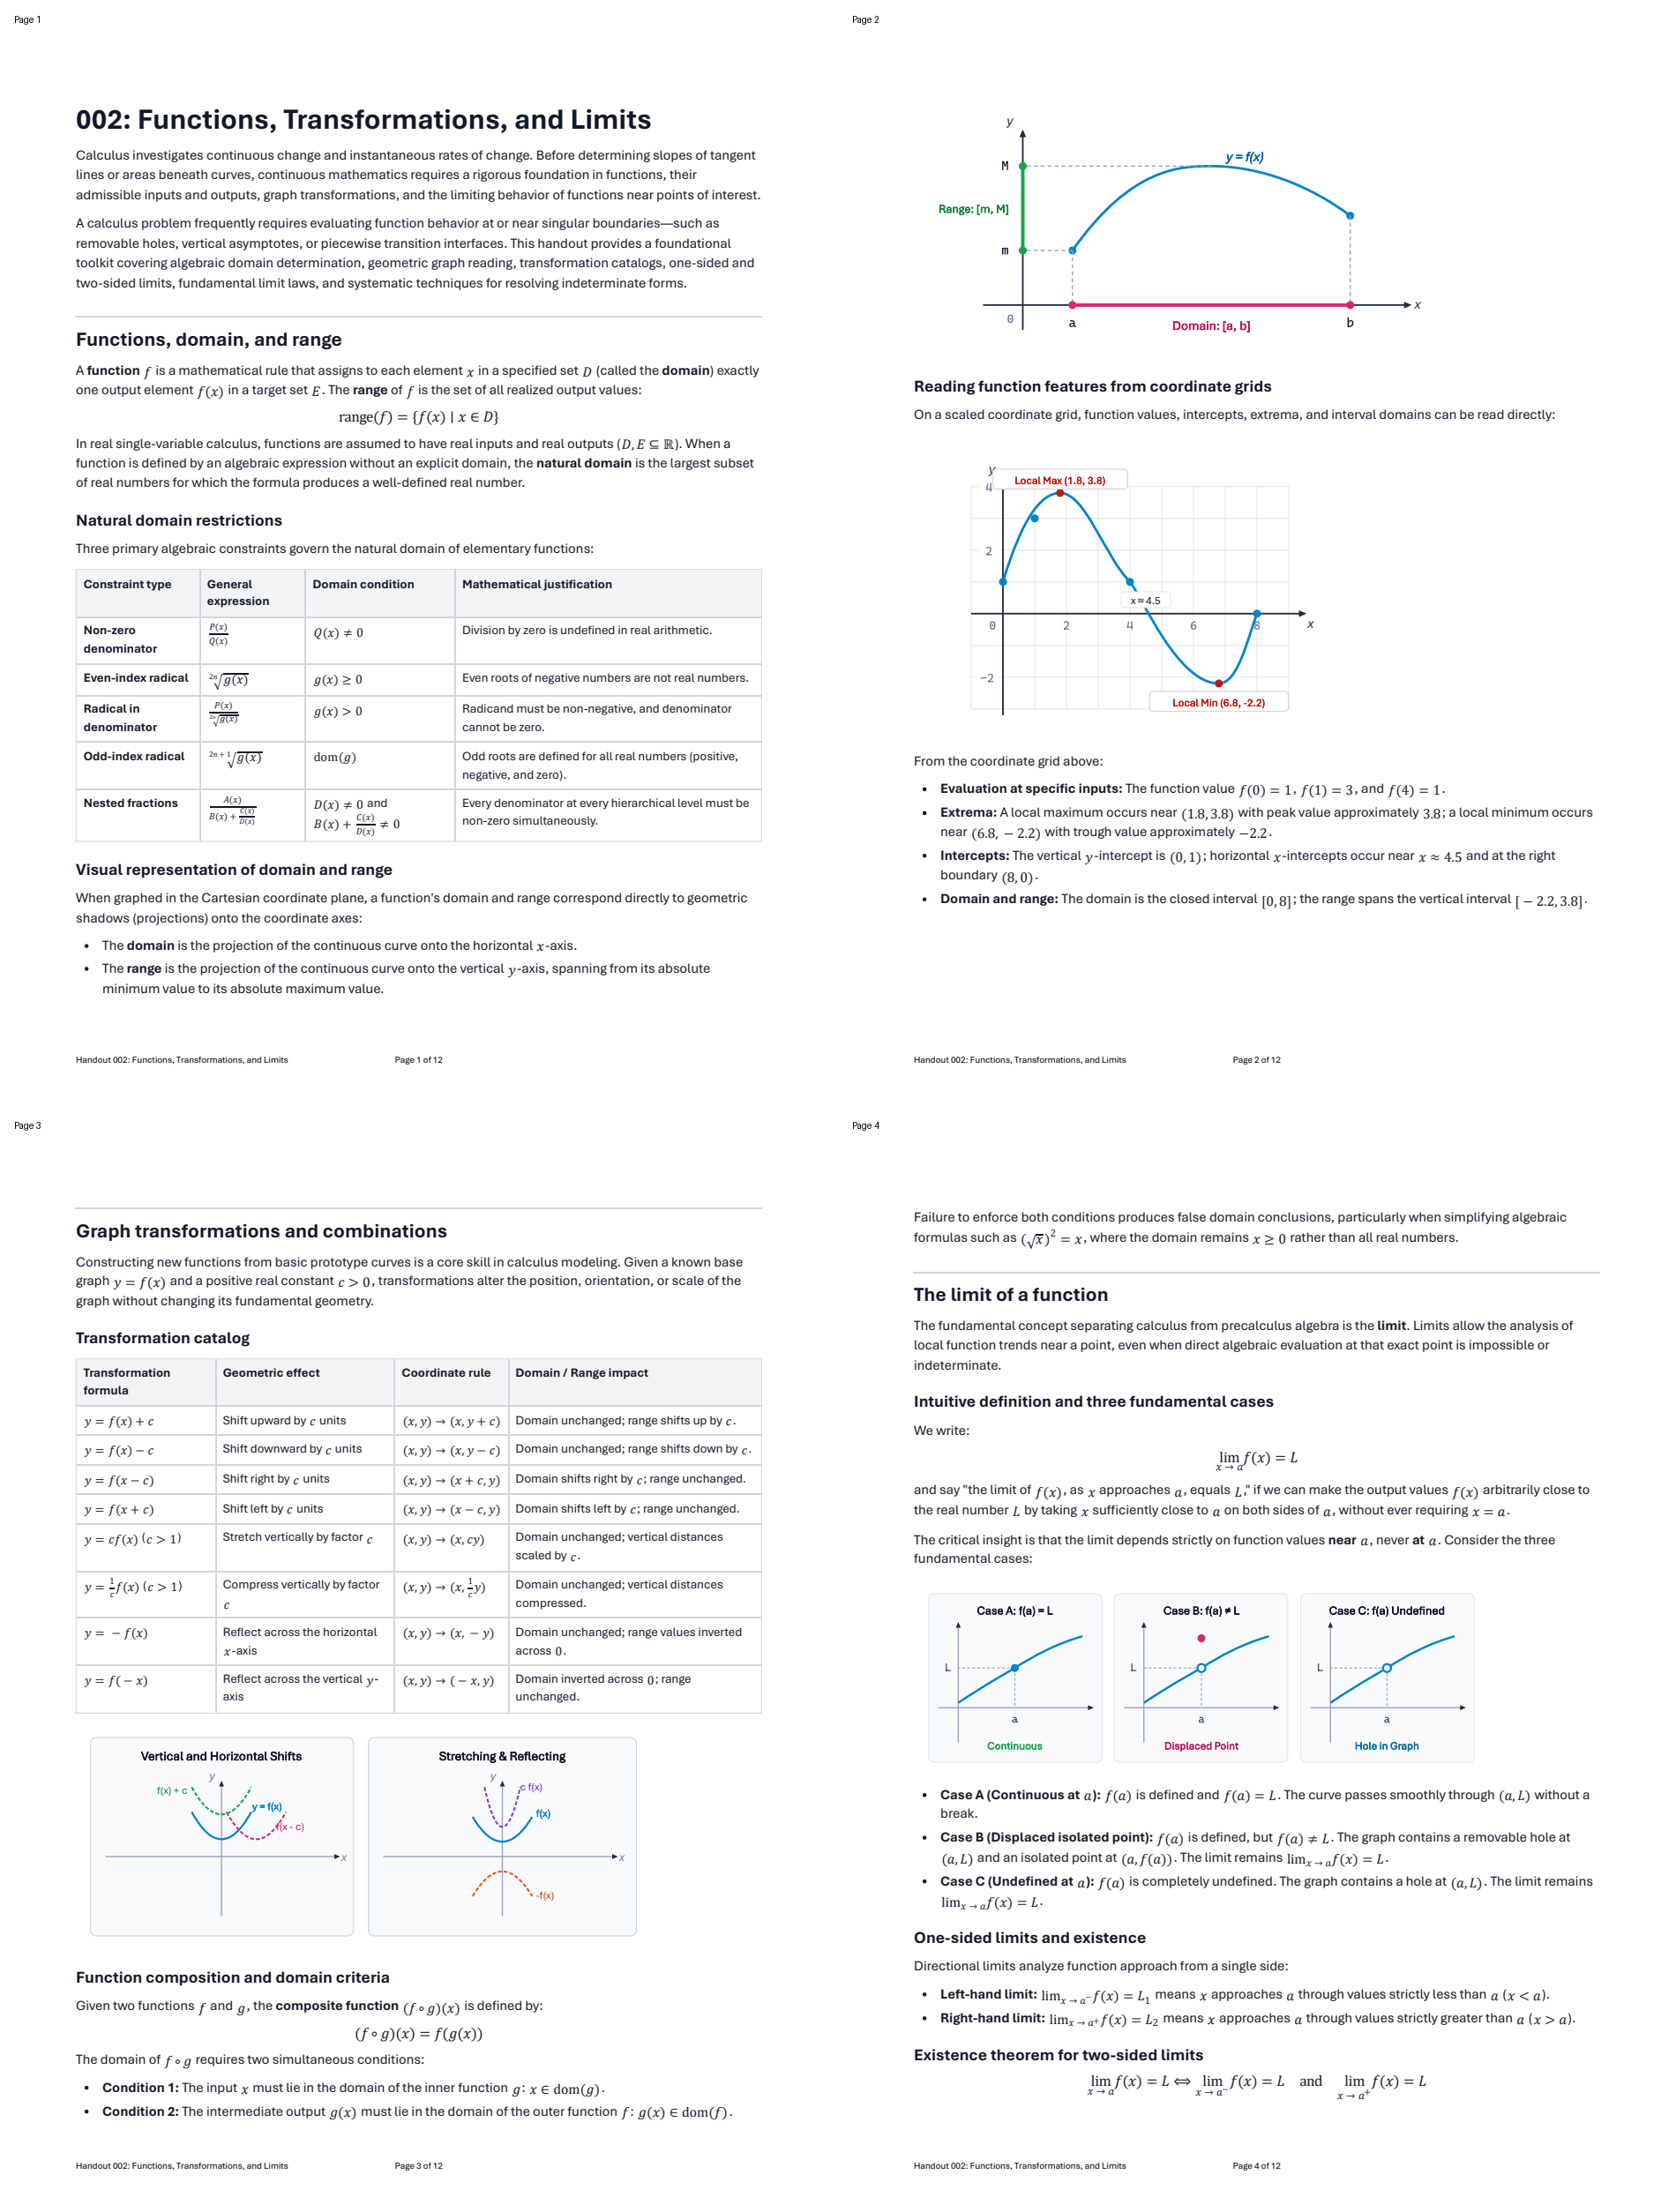 Page 1
002: Functions, Transformations, and Limits
Calculus investigates continuous change and instantaneous rates of change. Before determining slopes of tangent
lines or areas beneath curves, continuous mathematics requires a rigorous foundation in functions, their
admissible inputs and outputs, graph transformations, and the limiting behavior of functions near points of interest.
A calculus problem frequently requires evaluating function behavior at or near singular boundaries—such as
removable holes, vertical asymptotes, or piecewise transition interfaces. This handout provides a foundational
toolkit covering algebraic domain determination, geometric graph reading, transformation catalogs, one-sided and
two-sided limits, fundamental limit laws, and systematic techniques for resolving indeterminate forms.
Functions, domain, and range
A function f is a mathematical rule that assigns to each element x in a specified set D (called the domain) exactly
one output element f(x) in a target set E. The range of f is the set of all realized output values:
range(f) = {f(x) | x ∈ D}
In real single-variable calculus, functions are assumed to have real inputs and real outputs (D, E ⊆ ℝ). When a
function is defined by an algebraic expression without an explicit domain, the natural domain is the largest subset
of real numbers for which the formula produces a well-defined real number.
Natural domain restrictions
Three primary algebraic constraints govern the natural domain of elementary functions:
Constraint type General expression Domain condition Mathematical justification
Non-zero denominator P(x)/Q(x) Q(x) ≠ 0 Division by zero is undefined in real arithmetic.
Even-index radical 2n√g(x) g(x) ≥ 0 Even roots of negative numbers are not real numbers.
Radical in denominator P(x)/2n√g(x) g(x) > 0 Radicand must be non-negative, and denominator cannot be zero.
Odd-index radical 2n+1√g(x) dom(g) Odd roots are defined for all real numbers (positive, negative, and zero).
Nested fractions A(x)/(B(x) + C(x)/D(x)) D(x) ≠ 0 and B(x) + C(x)/D(x) ≠ 0 Every denominator at every hierarchical level must be non-zero simultaneously.
Visual representation of domain and range
When graphed in the Cartesian coordinate plane, a function's domain and range correspond directly to geometric
shadows (projections) onto the coordinate axes:
• The domain is the projection of the continuous curve onto the horizontal x-axis.
• The range is the projection of the continuous curve onto the vertical y-axis, spanning from its absolute
minimum value to its absolute maximum value.
Handout 002: Functions, Transformations, and Limits Page 1 of 12
Page 2
y
M
y = f(x)
Range: [m, M]
m
x
0
a
Domain: [a, b]
b
Reading function features from coordinate grids
On a scaled coordinate grid, function values, intercepts, extrema, and interval domains can be read directly:
y
4
Local Max (1.8, 3.8)
2
x ≈ 4.5
0 2 4 6 8 x
−2
Local Min (6.8, -2.2)
From the coordinate grid above:
• Evaluation at specific inputs: The function value f(0) = 1, f(1) = 3, and f(4) = 1.
• Extrema: A local maximum occurs near (1.8, 3.8) with peak value approximately 3.8; a local minimum occurs
near (6.8, − 2.2) with trough value approximately −2.2.
• Intercepts: The vertical y-intercept is (0, 1); horizontal x-intercepts occur near x ≈ 4.5 and at the right
boundary (8, 0).
• Domain and range: The domain is the closed interval [0, 8]; the range spans the vertical interval [ − 2.2, 3.8].
Handout 002: Functions, Transformations, and Limits Page 2 of 12
Page 3
Graph transformations and combinations
Constructing new functions from basic prototype curves is a core skill in calculus modeling. Given a known base
graph y = f(x) and a positive real constant c > 0, transformations alter the position, orientation, or scale of the
graph without changing its fundamental geometry.
Transformation catalog
Transformation formula Geometric effect Coordinate rule Domain / Range impact
y = f(x) + c Shift upward by c units (x, y) → (x, y + c) Domain unchanged; range shifts up by c.
y = f(x) − c Shift downward by c units (x, y) → (x, y − c) Domain unchanged; range shifts down by c.
y = f(x − c) Shift right by c units (x, y) → (x + c, y) Domain shifts right by c; range unchanged.
y = f(x + c) Shift left by c units (x, y) → (x − c, y) Domain shifts left by c; range unchanged.
y = cf(x) (c > 1) Stretch vertically by factor c (x, y) → (x, cy) Domain unchanged; vertical distances scaled by c.
y = 1/c f(x) (c > 1) Compress vertically by factor c (x, y) → (x, 1/c y) Domain unchanged; vertical distances compressed.
y = − f(x) Reflect across the horizontal x-axis (x, y) → (x, − y) Domain unchanged; range values inverted across 0.
y = f( − x) Reflect across the vertical y-axis (x, y) → ( − x, y) Domain inverted across 0; range unchanged.
Vertical and Horizontal Shifts
y
f(x) + c
y = f(x)
f(x - c)
x
Stretching & Reflecting
y
c f(x)
f(x)
x
-f(x)
Function composition and domain criteria
Given two functions f and g, the composite function (f ∘ g)(x) is defined by:
(f ∘ g)(x) = f(g(x))
The domain of f ∘ g requires two simultaneous conditions:
• Condition 1: The input x must lie in the domain of the inner function g: x ∈ dom(g).
• Condition 2: The intermediate output g(x) must lie in the domain of the outer function f: g(x) ∈ dom(f).
Handout 002: Functions, Transformations, and Limits Page 3 of 12
Page 4
Failure to enforce both conditions produces false domain conclusions, particularly when simplifying algebraic
formulas such as (√x)² = x, where the domain remains x ≥ 0 rather than all real numbers.
The limit of a function
The fundamental concept separating calculus from precalculus algebra is the limit. Limits allow the analysis of
local function trends near a point, even when direct algebraic evaluation at that exact point is impossible or
indeterminate.
Intuitive definition and three fundamental cases
We write:
lim x → a f(x) = L
and say "the limit of f(x), as x approaches a, equals L," if we can make the output values f(x) arbitrarily close to
the real number L by taking x sufficiently close to a on both sides of a, without ever requiring x = a.
The critical insight is that the limit depends strictly on function values near a, never at a. Consider the three
fundamental cases:
Case A: f(a) = L
L
a
Continuous
Case B: f(a) ≠ L
L
a
Displaced Point
Case C: f(a) Undefined
L
a
Hole in Graph
• Case A (Continuous at a): f(a) is defined and f(a) = L. The curve passes smoothly through (a, L) without a
break.
• Case B (Displaced isolated point): f(a) is defined, but f(a) ≠ L. The graph contains a removable hole at
(a, L) and an isolated point at (a, f(a)). The limit remains lim x → a f(x) = L.
• Case C (Undefined at a): f(a) is completely undefined. The graph contains a hole at (a, L). The limit remains
lim x → a f(x) = L.
One-sided limits and existence
Directional limits analyze function approach from a single side:
• Left-hand limit: lim x → a⁻ f(x) = L₁ means x approaches a through values strictly less than a (x < a).
• Right-hand limit: lim x → a⁺ f(x) = L₂ means x approaches a through values strictly greater than a (x > a).
Existence theorem for two-sided limits
lim x → a f(x) = L ⟺ lim x → a⁻ f(x) = L and lim x → a⁺ f(x) = L
Handout 002: Functions, Transformations, and Limits Page 4 of 12